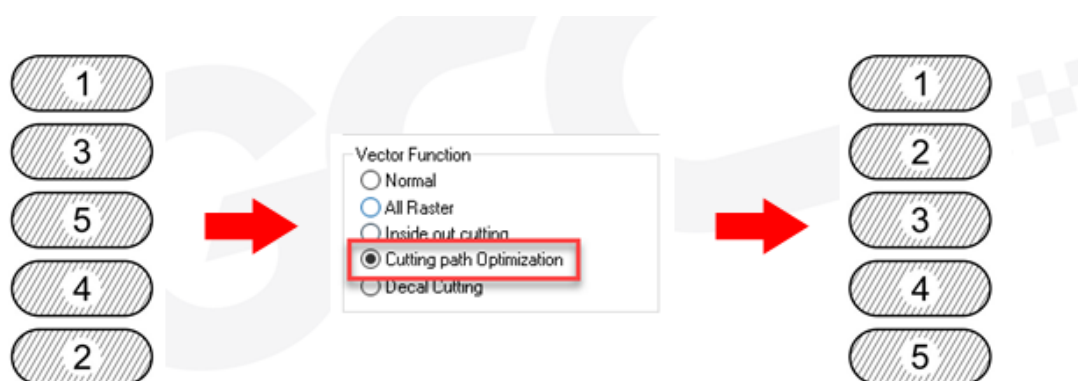 1
3
5
4
2
Vector Function
Normal
All Raster
Inside out cutting
Cutting path Optimization
Decal Cutting
1
2
3
4
5
GCC